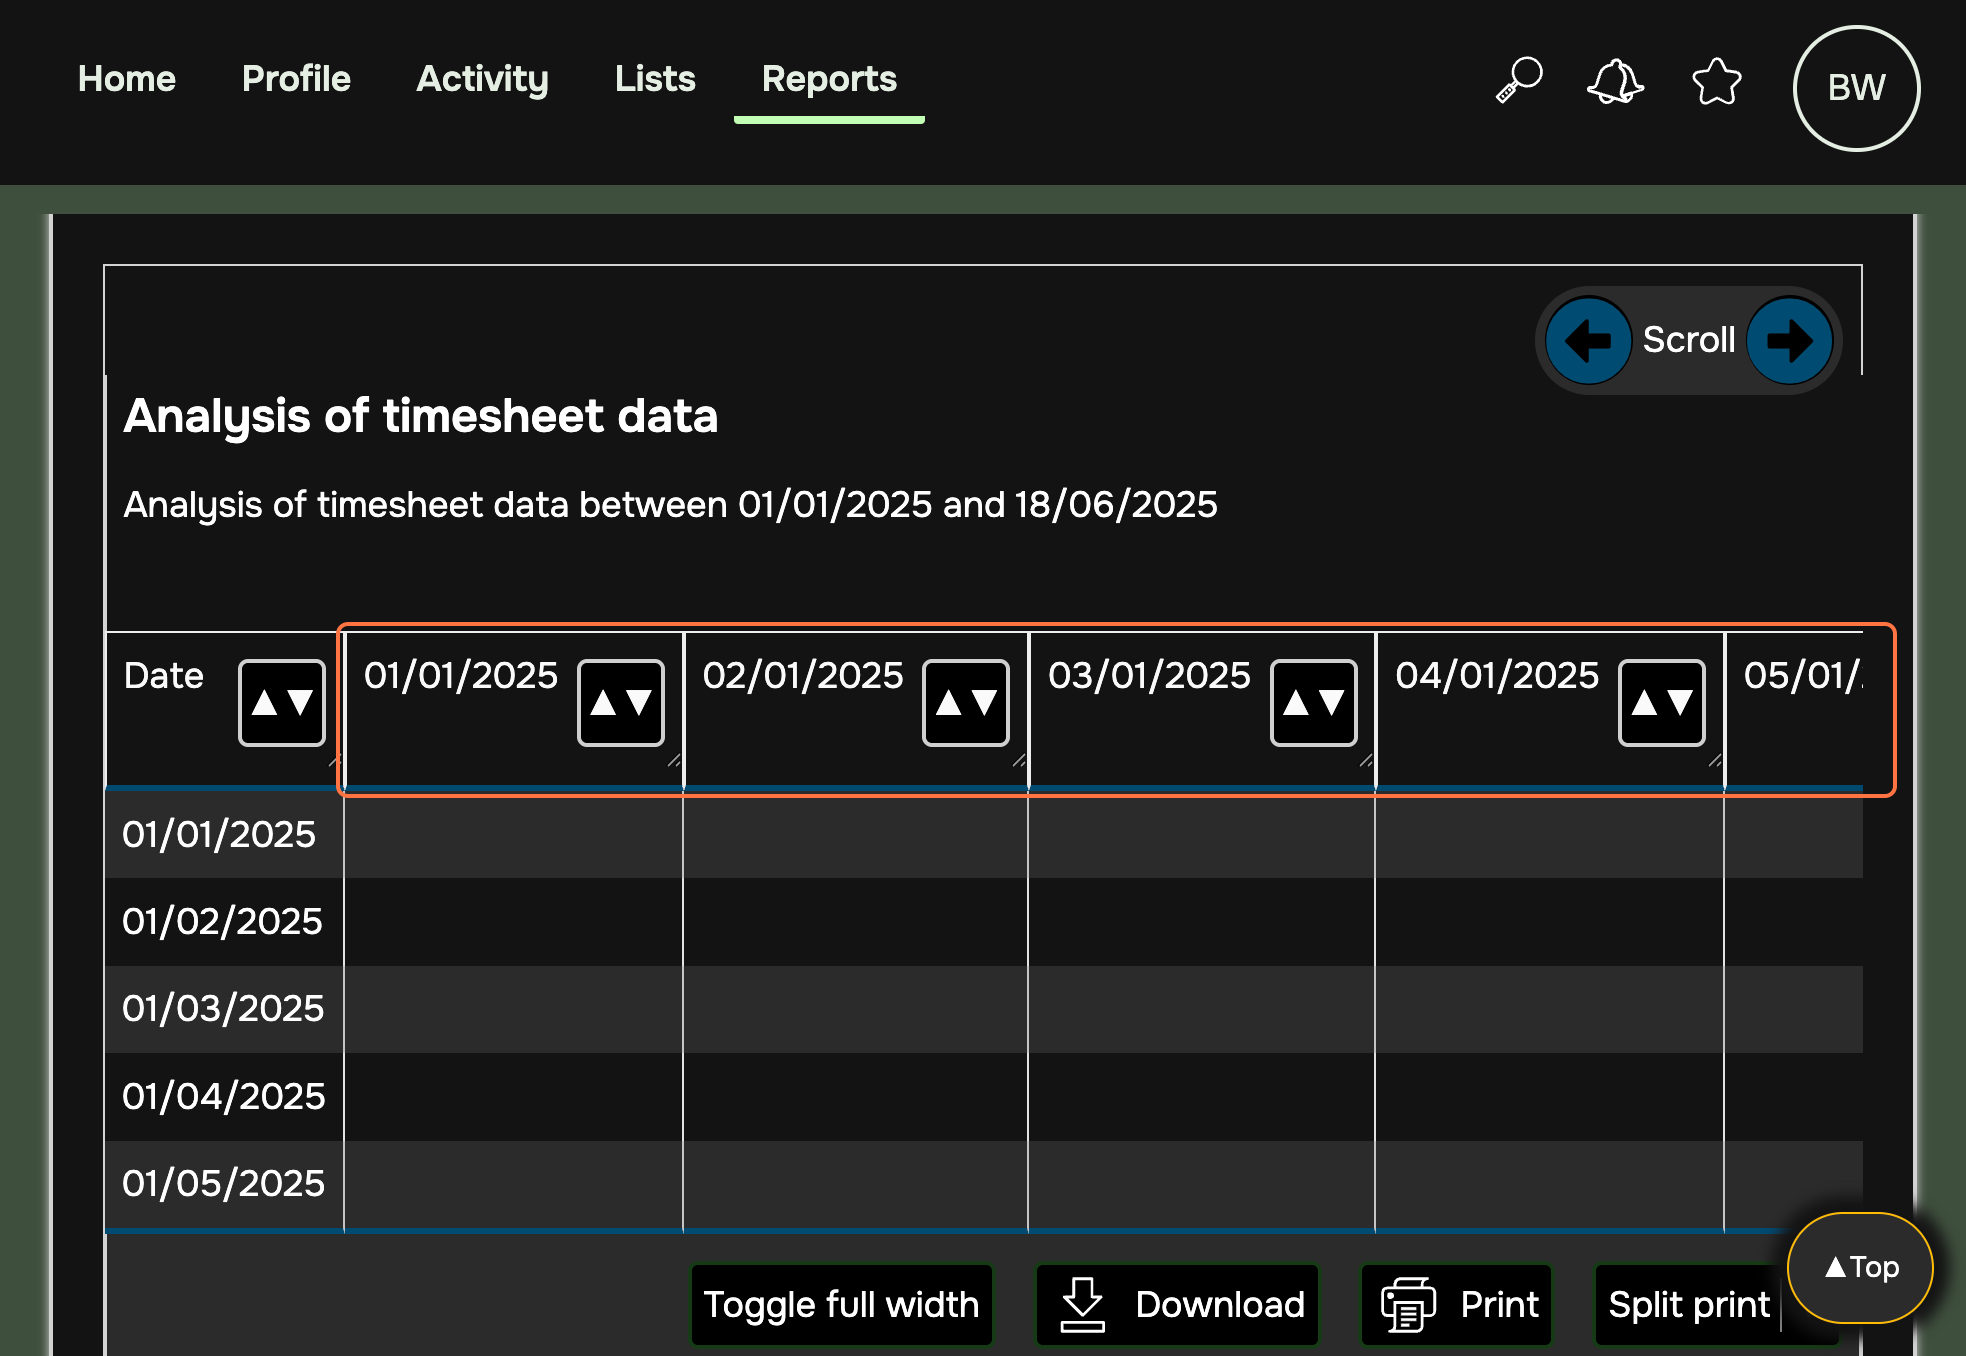 Home Profile Activity Lists Reports BW
Scroll
Analysis of timesheet data
Analysis of timesheet data between 01/01/2025 and 18/06/2025
Date ▲▼ 01/01/2025 ▲▼ 02/01/2025 ▲▼ 03/01/2025 ▲▼ 04/01/2025 ▲▼ 05/01/
01/01/2025
01/02/2025
01/03/2025
01/04/2025
01/05/2025
▲Top
Toggle full width Download Print Split print